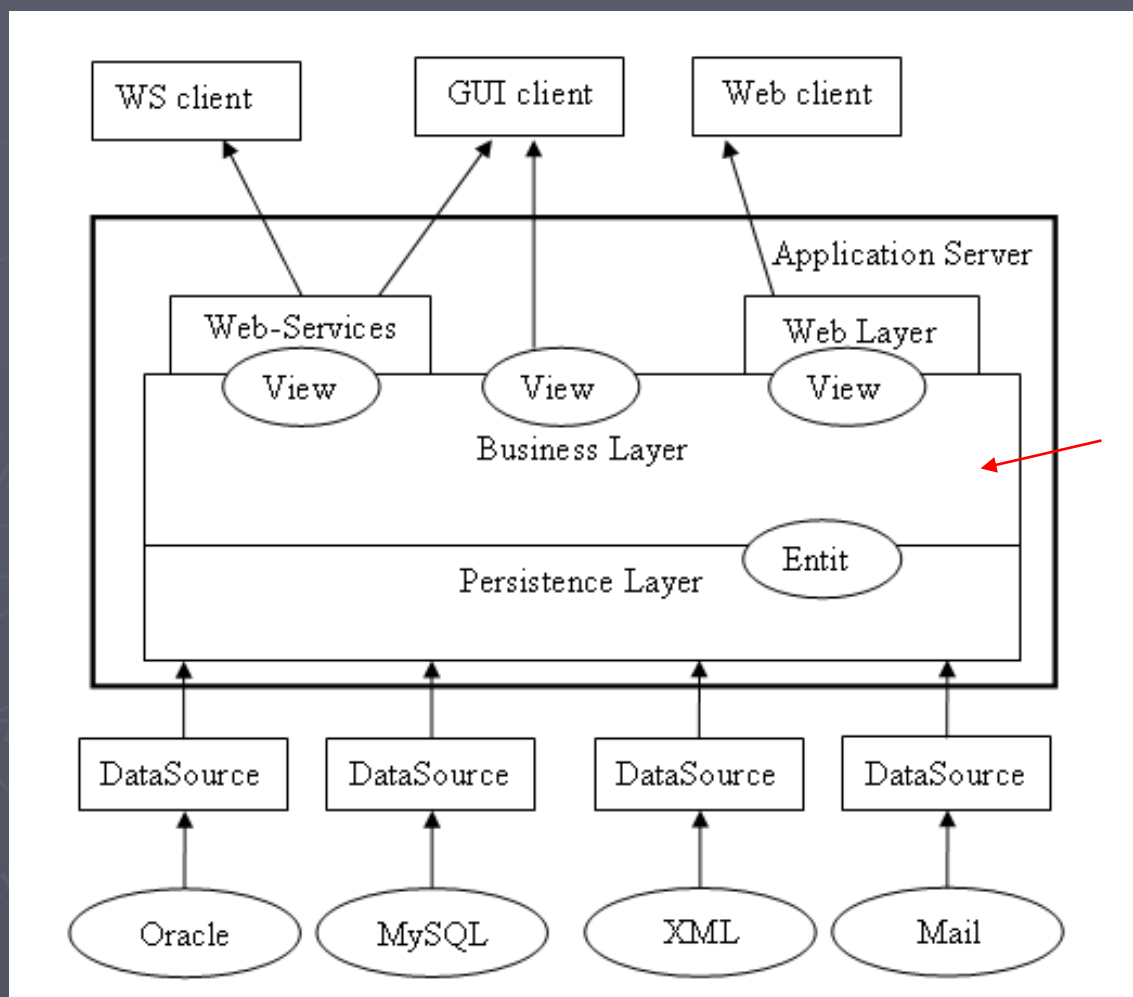 WS client
GUI client
Web client
Application Server
Web-Services
Web Layer
View
View
View
Business Layer
Entit
Persistence Layer
DataSource
DataSource
DataSource
DataSource
Oracle
MySQL
XML
Mail